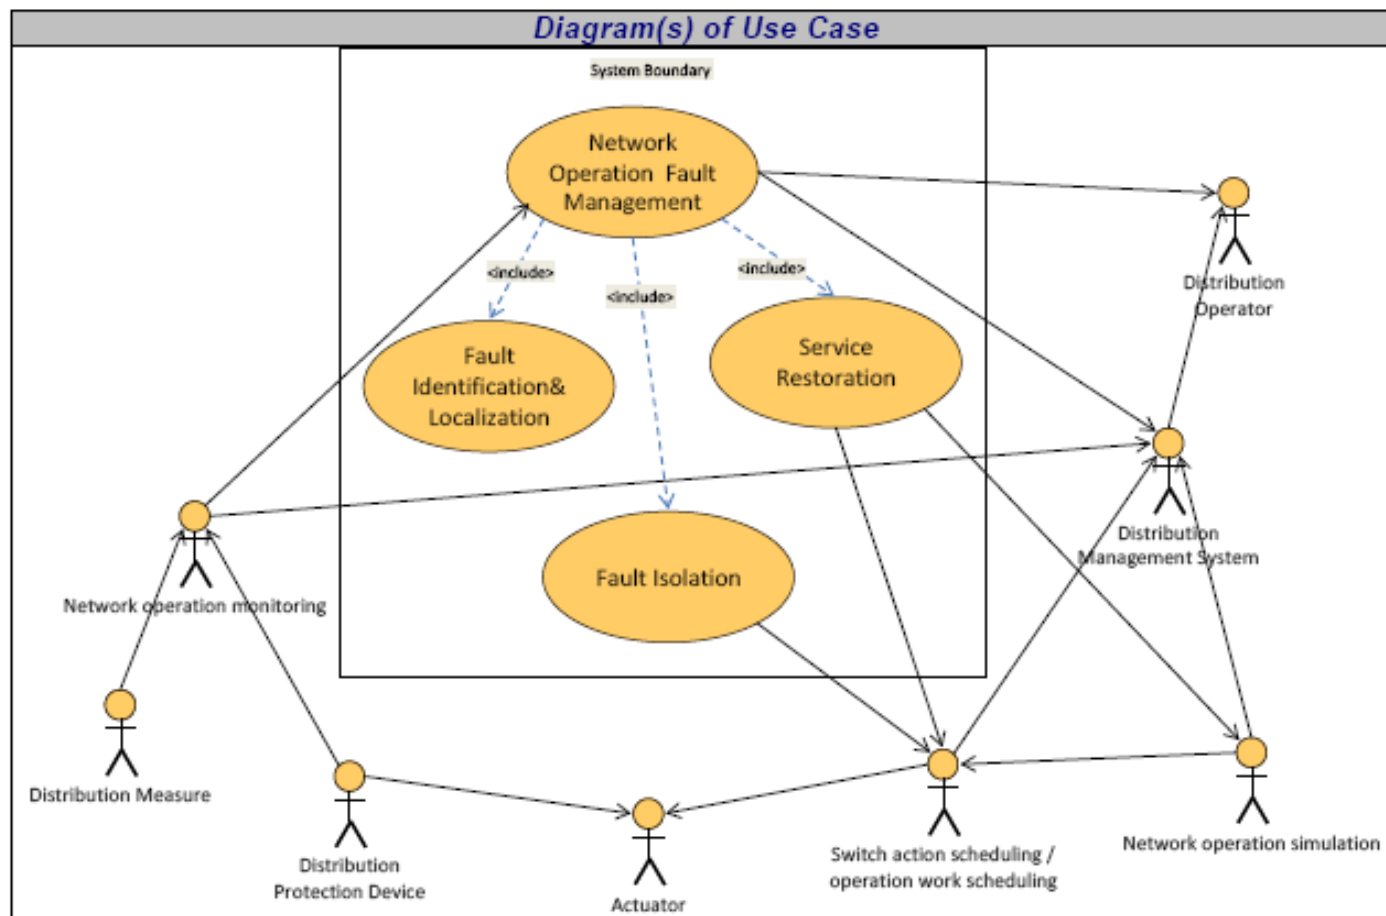 Diagram(s) of Use Case
System Boundary
Network
Operation Fault
Management
<include>
<include>
<include>
Fault
Identification&
Localization
Service
Restoration
Fault Isolation
Distribution
Operator
Distribution
Management System
Network operation monitoring
Distribution Measure
Distribution
Protection Device
Actuator
Switch action scheduling /
operation work scheduling
Network operation simulation